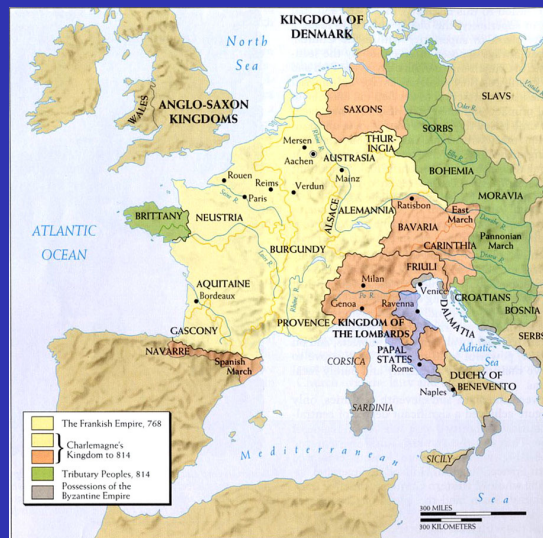 KINGDOM OF
DENMARK
North
Sea
WALES
ANGLO-SAXON
KINGDOMS
SAXONS
SLAVS
SORBS
Mersen
Aachen
AUSTRASIA
THUR-
INGIA
BOHEMIA
Rouen
Reims
Verdun
Mainz
Paris
MORAVIA
BRITTANY
NEUSTRIA
ALSACE
ALEMANNIA
Ratisbon
BAVARIA
East
March
CARINTHIA
Pannonian
March
ATLANTIC
OCEAN
BURGUNDY
FRIULI
AQUITAINE
Bordeaux
Milan
Venice
CROATIANS
BOSNIA
Genoa
Po R.
Ravenna
DALMATIA
GASCONY
PROVENCE
KINGDOM OF
THE LOMBARDS
SERBS
NAVARRE
Spanish
March
CORSICA
PAPAL
STATES
Rome
Adriatic
Sea
DUCHY OF
BENEVENTO
Naples
SARDINIA
SICILY
Mediterranean
Sea
The Frankish Empire, 768
Charlemagne's
Kingdom to 814
Tributary Peoples, 814
Possessions of the
Byzantine Empire
300 MILES
300 KILOMETERS